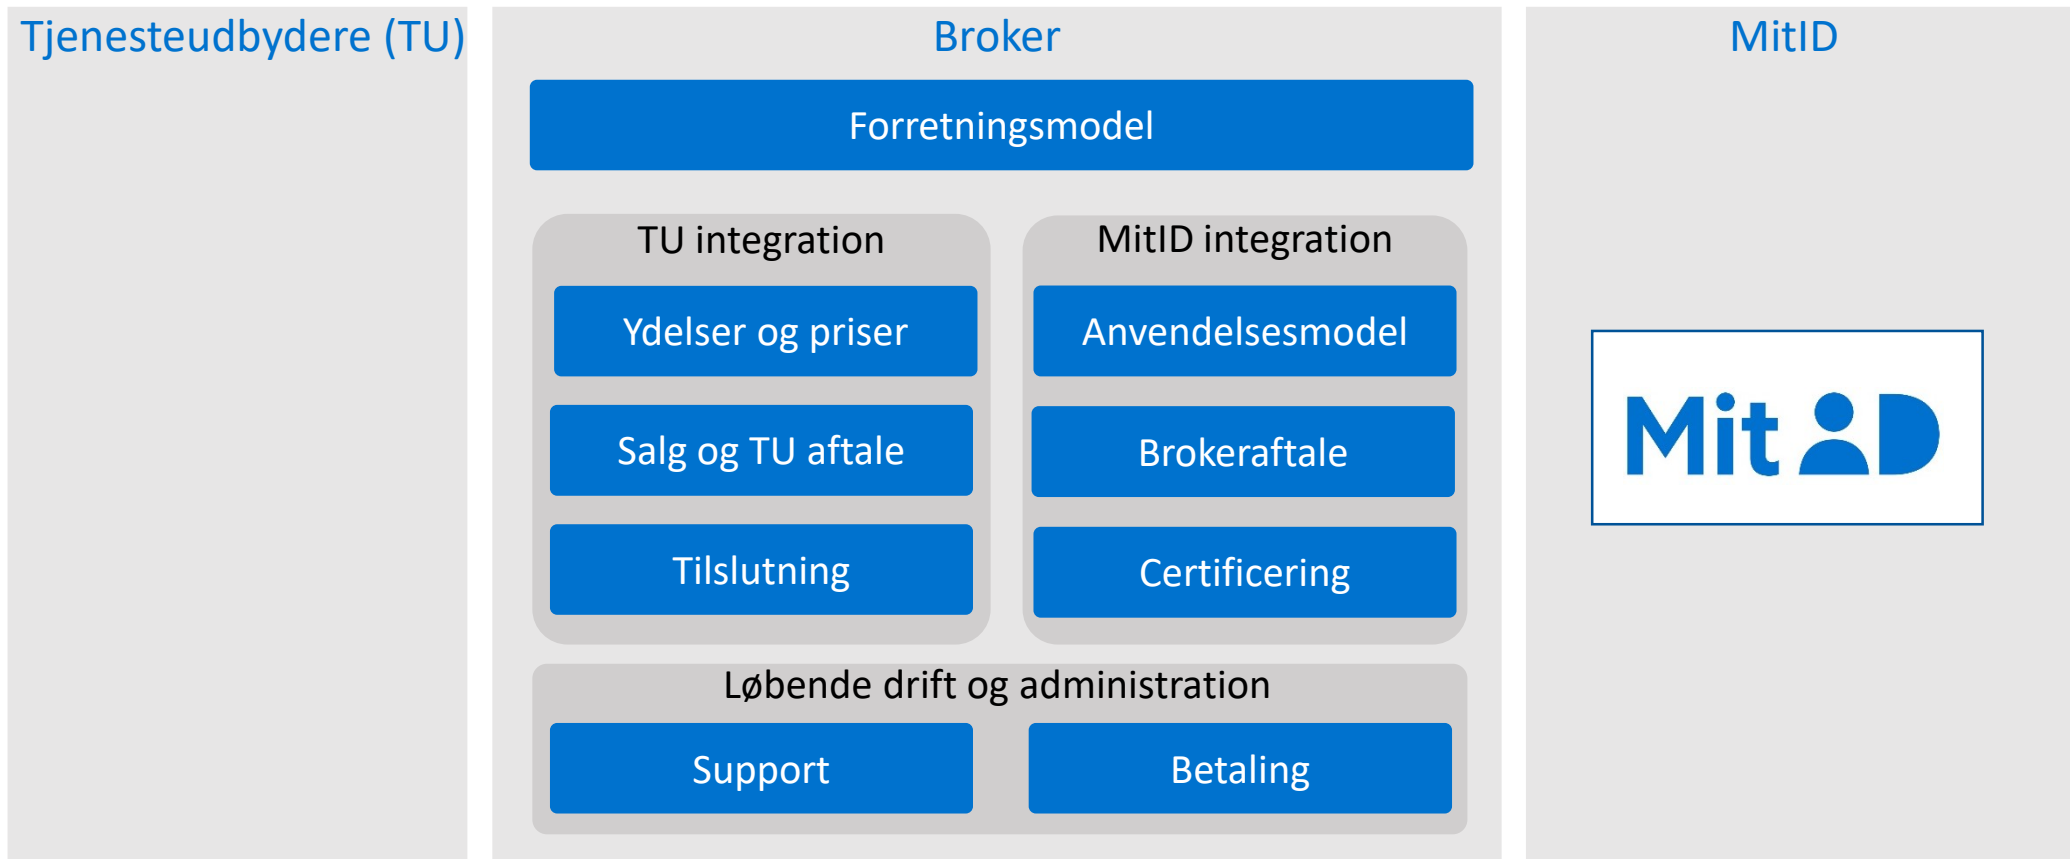 Tjenesteudbydere (TU)
Broker
Forretningsmodel
TU integration
Ydelser og priser
Salg og TU aftale
Tilslutning
MitID integration
Anvendelsesmodel
Brokeraftale
Certificering
Løbende drift og administration
Support
Betaling
MitID
Mit ID